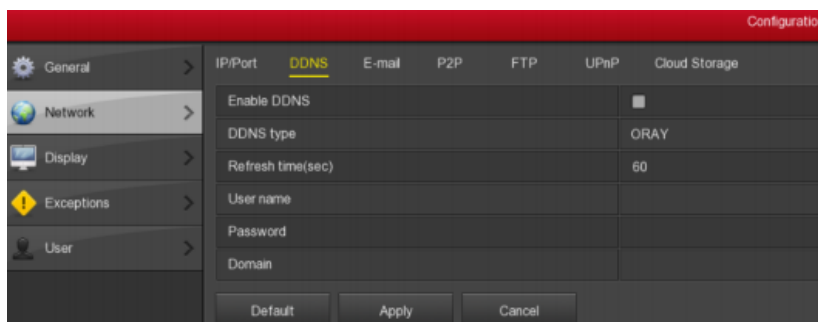 Configuratio
General
Network
Display
Exceptions
User
IP/Port DDNS E-mail P2P FTP UPnP Cloud Storage
Enable DDNS
DDNS type ORAY
Refresh time(sec) 60
User name
Password
Domain
Default Apply Cancel